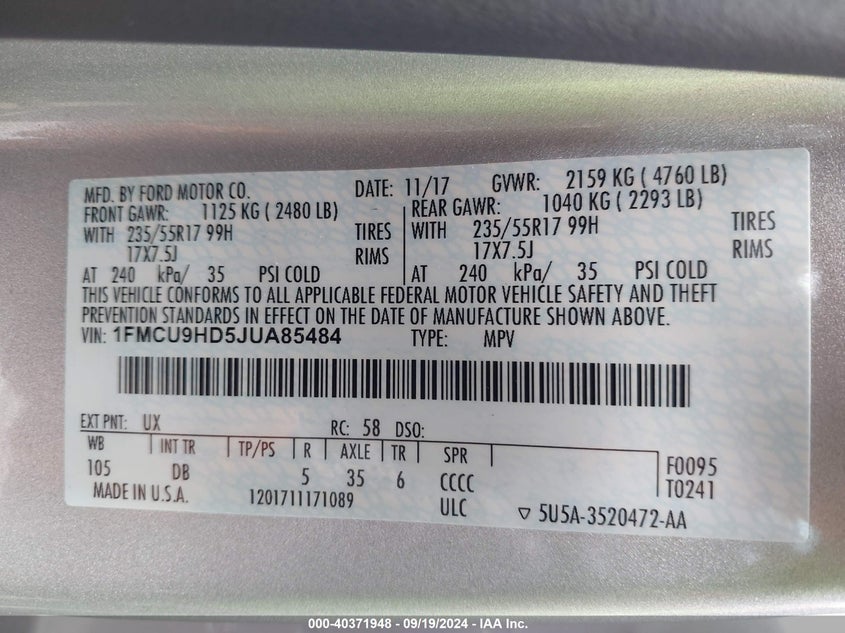 MFD. BY FORD MOTOR CO. DATE: 11/17 GVWR: 2159 KG ( 4760 LB)
FRONT GAWR: 1125 KG ( 2480 LB) REAR GAWR: 1040 KG ( 2293 LB)
WITH 235/55R17 99H TIRES WITH 235/55R17 99H TIRES
17X7.5J RIMS 17X7.5J RIMS
AT 240 kPa/ 35 PSI COLD AT 240 kPa/ 35 PSI COLD
THIS VEHICLE CONFORMS TO ALL APPLICABLE FEDERAL MOTOR VEHICLE SAFETY AND THEFT
PREVENTION STANDARDS IN EFFECT ON THE DATE OF MANUFACTURE SHOWN ABOVE.
VIN: 1FMCU9HD5JUA85484 TYPE: MPV
EXT PNT: UX RC: 58 DSO:
WB INT TR TP/PS R AXLE TR SPR
105 DB 5 35 6 CCCC F0095
MADE IN U.S.A. 1201711171089 ULC T0241
5U5A-3520472-AA
000-40371948 - 09/19/2024 - IAA Inc.